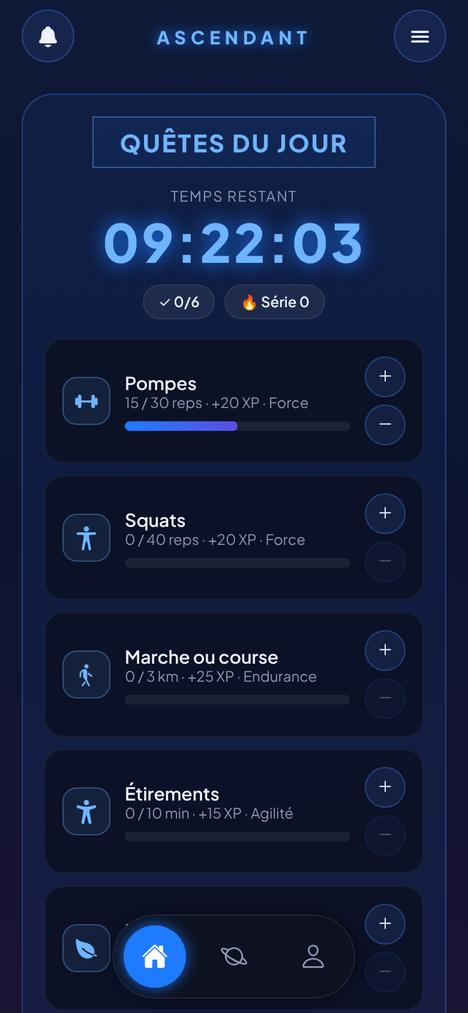 ASCENDANT
QUÊTES DU JOUR
TEMPS RESTANT
09:22:03
✓ 0/6
🔥 Série 0
Pompes
15 / 30 reps · +20 XP · Force
+
−
Squats
0 / 40 reps · +20 XP · Force
+
−
Marche ou course
0 / 3 km · +25 XP · Endurance
+
−
Étirements
0 / 10 min · +15 XP · Agilité
+
−
+
−